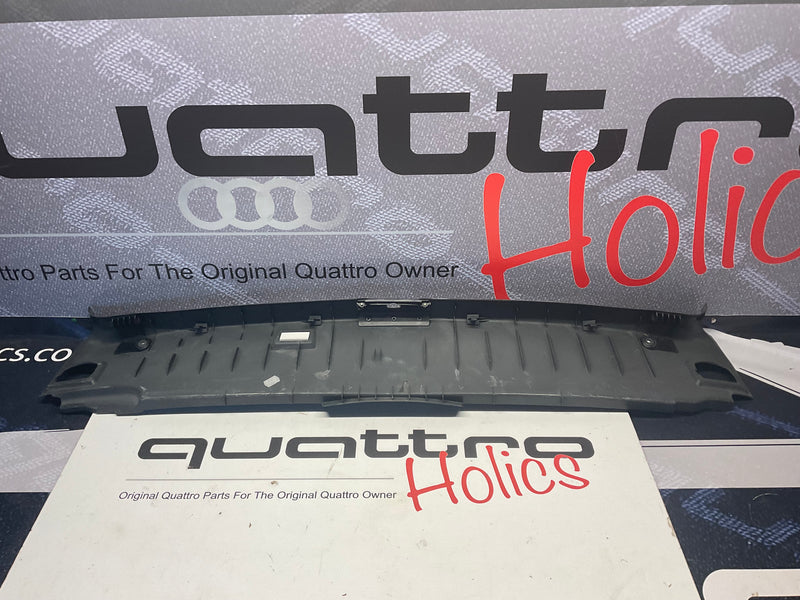 uattro
Holic
ttro Parts For The Original Quattro Owner
CS.CO
quattro
Holics
Original Quattro Parts For The Original Quattro Owner